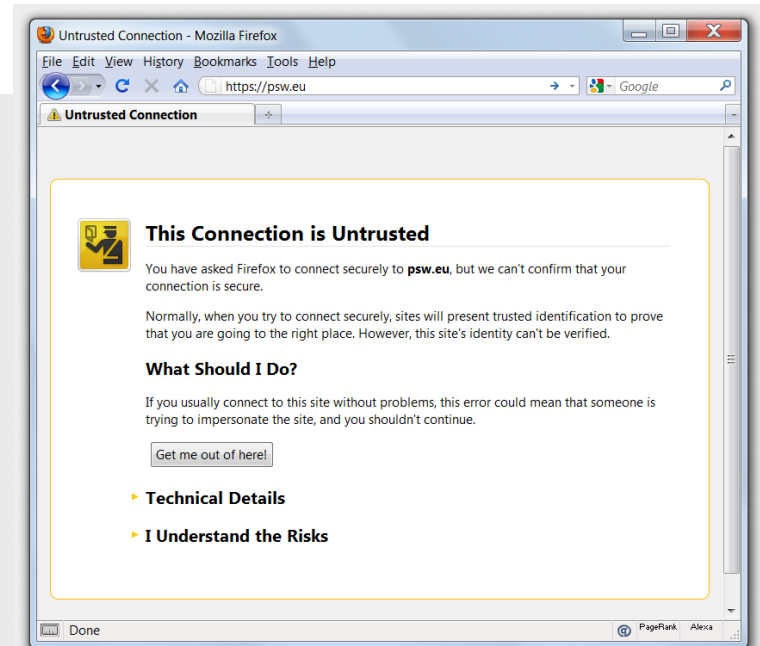 Untrusted Connection - Mozilla Firefox
File Edit View History Bookmarks Tools Help
https://psw.eu Google
Untrusted Connection
This Connection is Untrusted
You have asked Firefox to connect securely to psw.eu, but we can't confirm that your
connection is secure.
Normally, when you try to connect securely, sites will present trusted identification to prove
that you are going to the right place. However, this site's identity can't be verified.
What Should I Do?
If you usually connect to this site without problems, this error could mean that someone is
trying to impersonate the site, and you shouldn't continue.
Get me out of here!
Technical Details
I Understand the Risks
Done PageRank Alexa